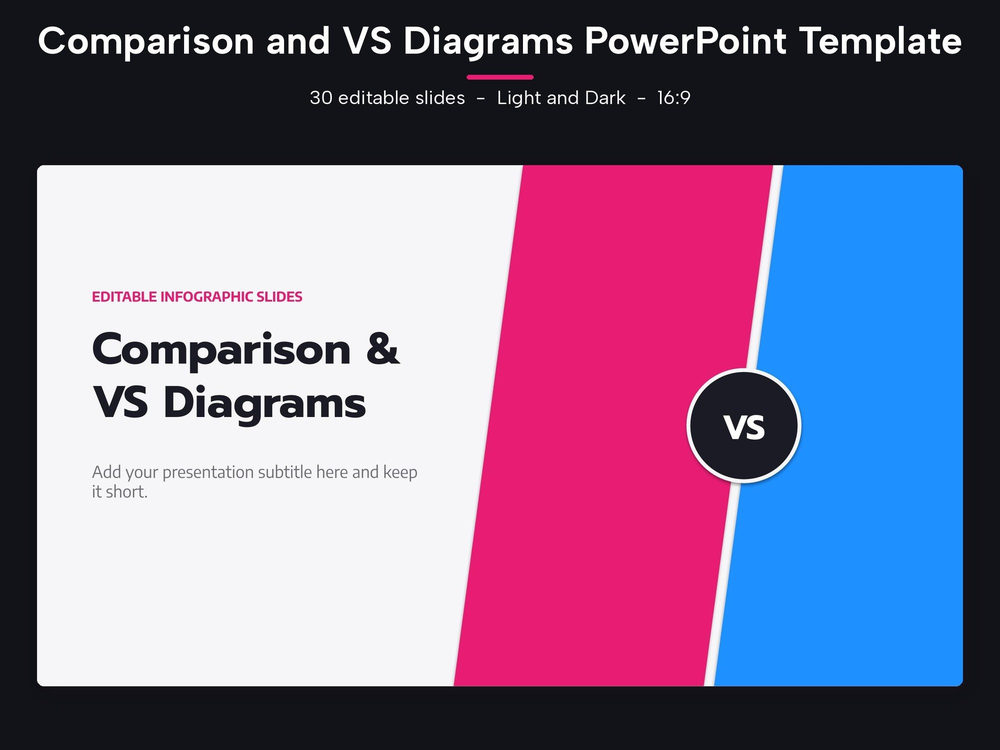 Comparison and VS Diagrams PowerPoint Template
30 editable slides - Light and Dark - 16:9
EDITABLE INFOGRAPHIC SLIDES
Comparison &
VS Diagrams
Add your presentation subtitle here and keep
it short.
VS